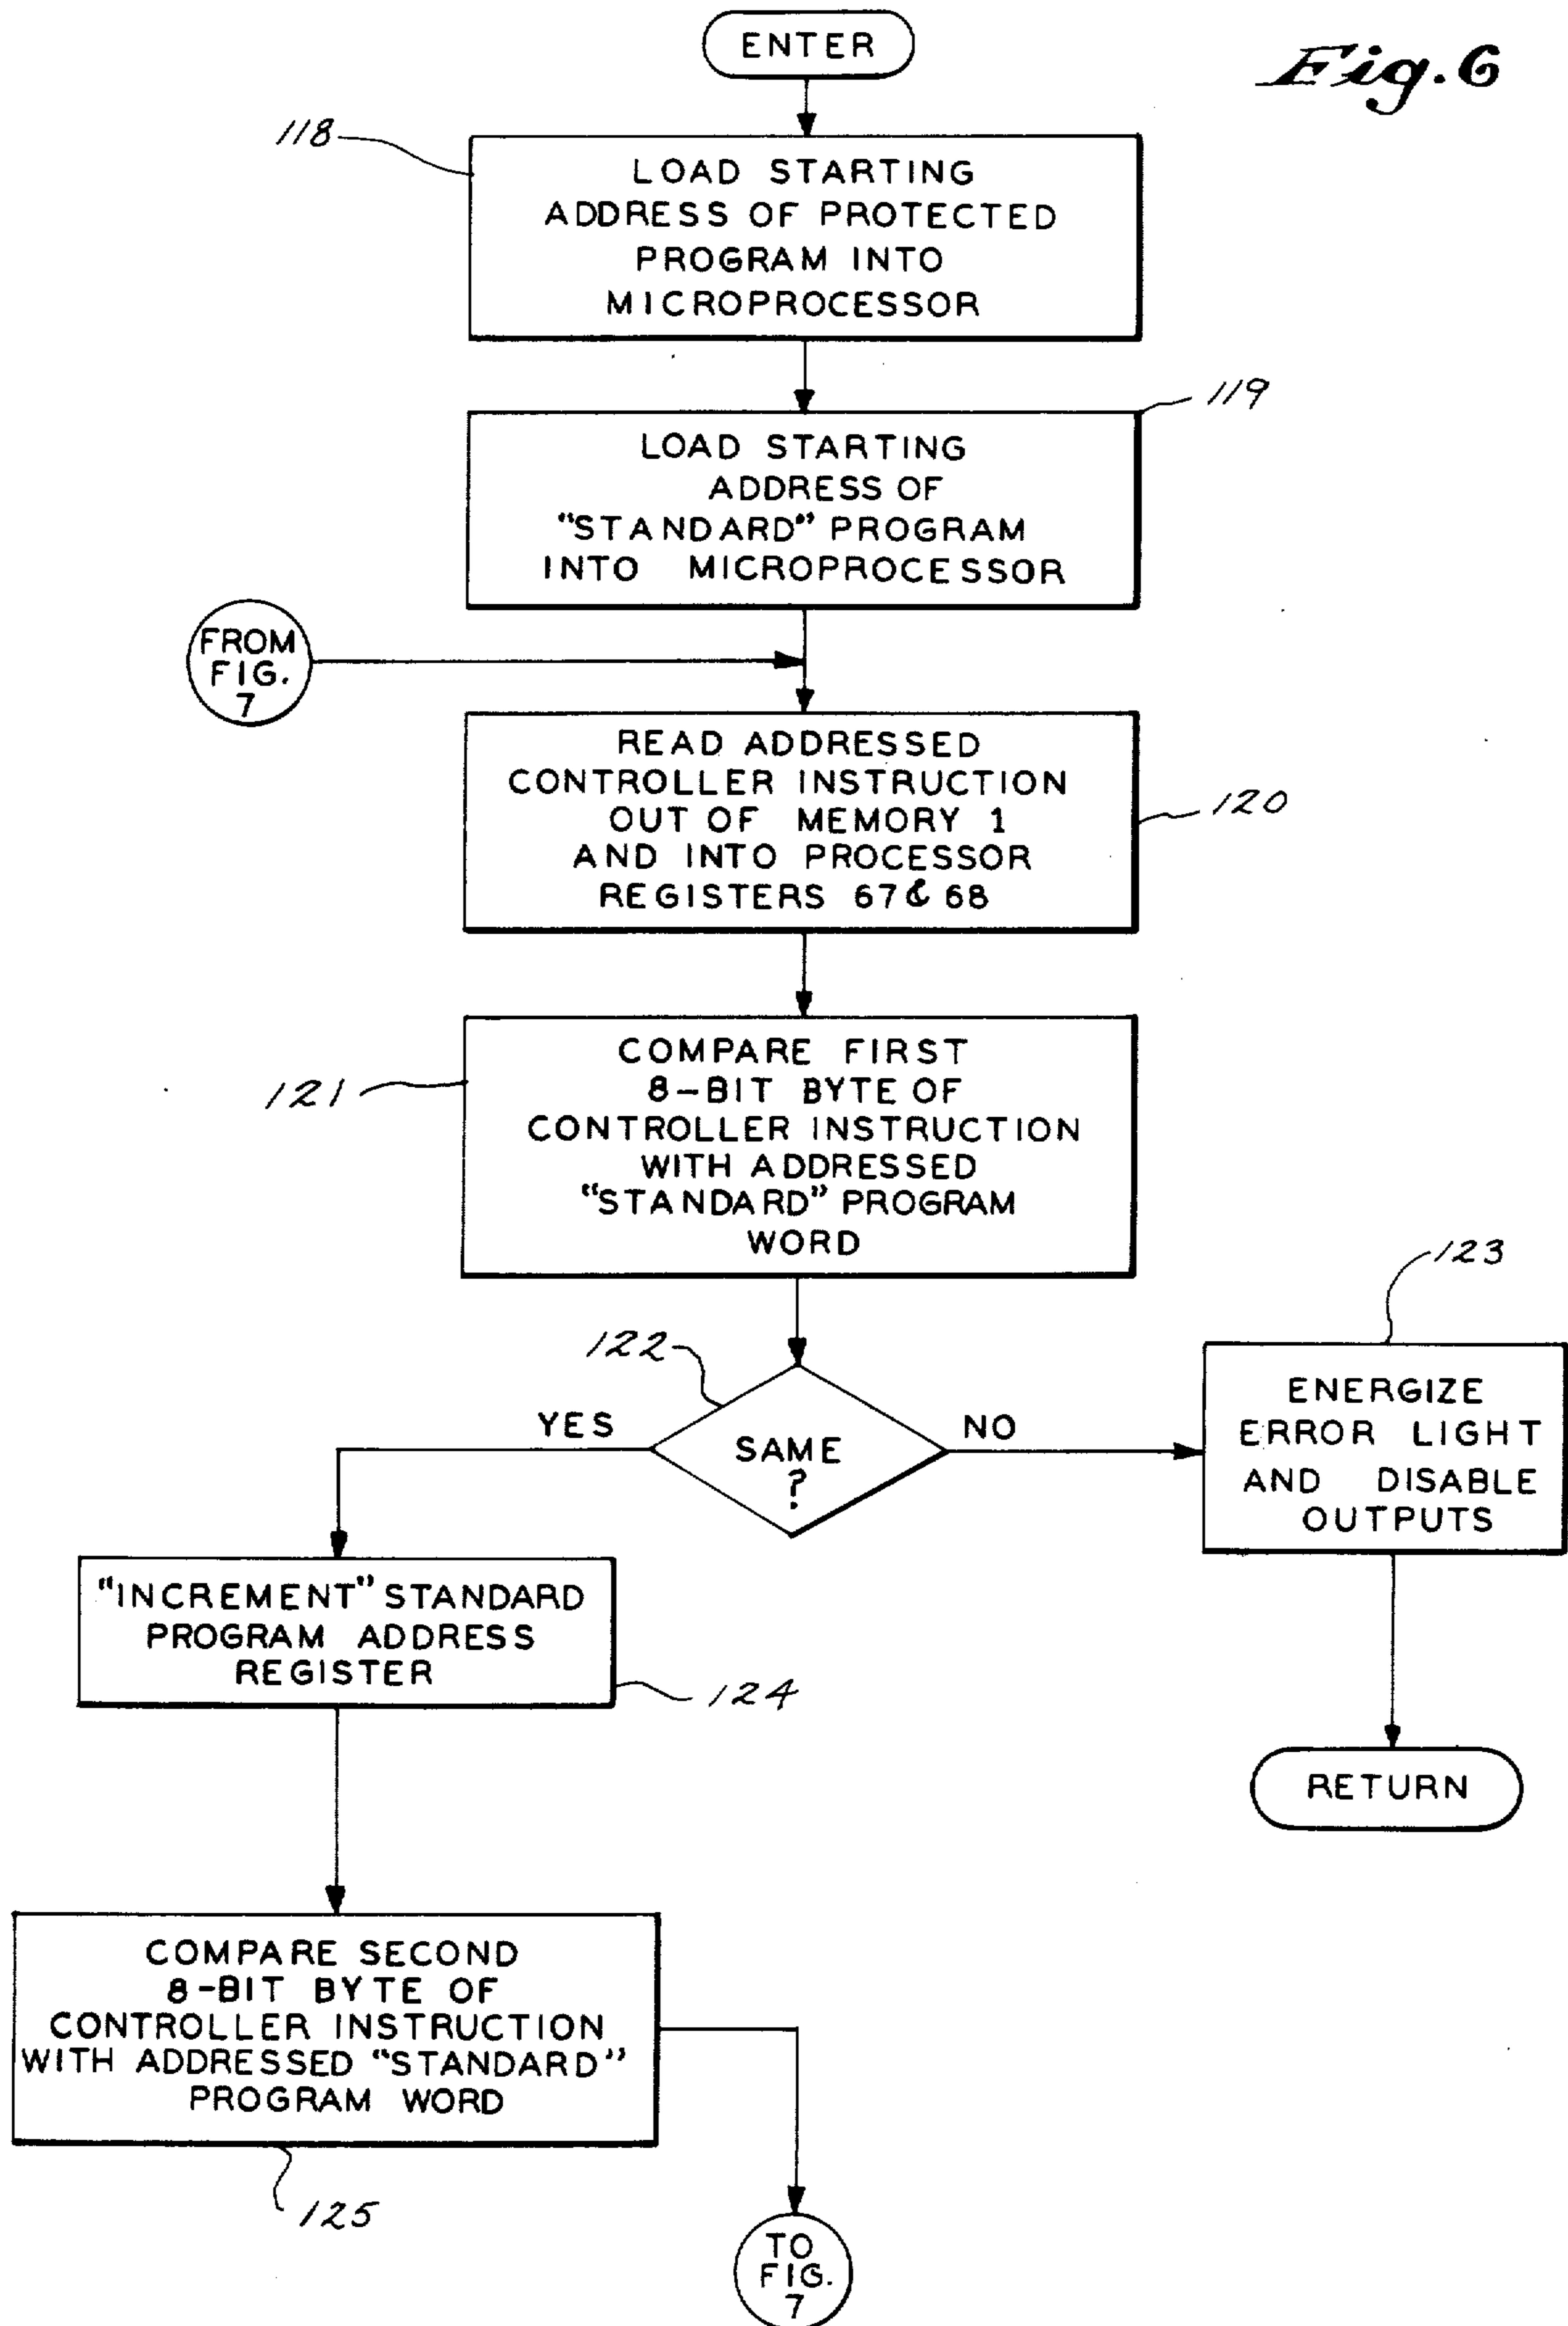 ENTER
Fig. 6
118
LOAD STARTING
ADDRESS OF PROTECTED
PROGRAM INTO
MICROPROCESSOR
119
LOAD STARTING
ADDRESS OF
"STANDARD" PROGRAM
INTO MICROPROCESSOR
FROM
FIG.
7
READ ADDRESSED
CONTROLLER INSTRUCTION
OUT OF MEMORY 1
AND INTO PROCESSOR
REGISTERS 67 & 68
120
COMPARE FIRST
8-BIT BYTE OF
CONTROLLER INSTRUCTION
WITH ADDRESSED
"STANDARD" PROGRAM
WORD
121
122
SAME
?
YES
NO
123
ENERGIZE
ERROR LIGHT
AND DISABLE
OUTPUTS
RETURN
"INCREMENT" STANDARD
PROGRAM ADDRESS
REGISTER
124
COMPARE SECOND
8-BIT BYTE OF
CONTROLLER INSTRUCTION
WITH ADDRESSED "STANDARD"
PROGRAM WORD
125
TO
FIG.
7